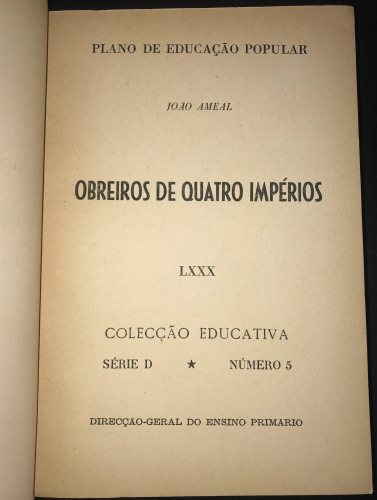 PLANO DE EDUCAÇÃO POPULAR
JOÃO AMEAL
OBREIROS DE QUATRO IMPÉRIOS
LXXX
COLECÇÃO EDUCATIVA
SÉRIE D ★ NÚMERO 5
DIRECÇÃO-GERAL DO ENSINO PRIMARIO